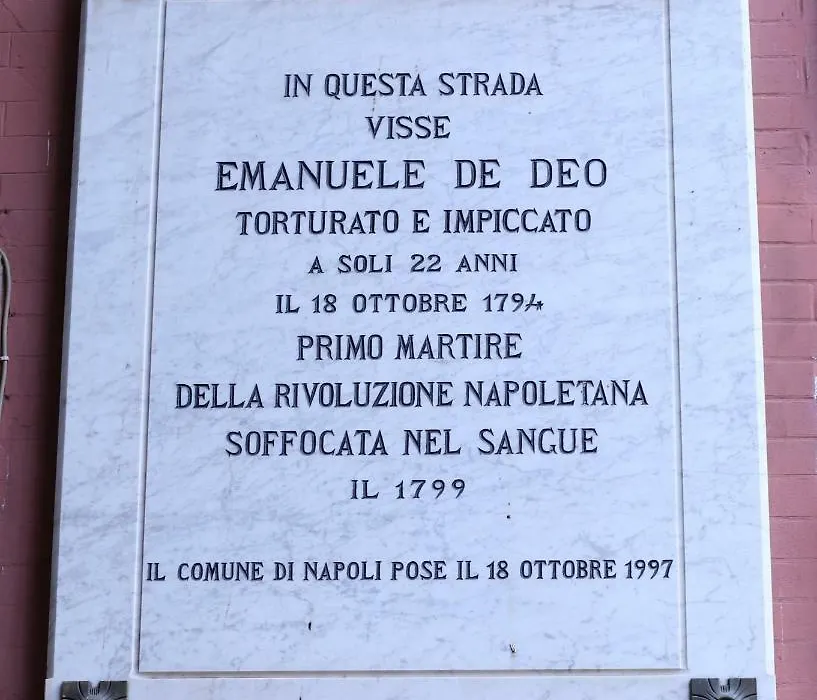 IN QUESTA STRADA
VISSE
EMANUELE DE DEO
TORTURATO E IMPICCATO
A SOLI 22 ANNI
IL 18 OTTOBRE 1794
PRIMO MARTIRE
DELLA RIVOLUZIONE NAPOLETANA
SOFFOCATA NEL SANGUE
IL 1799
IL COMUNE DI NAPOLI POSE IL 18 OTTOBRE 1997